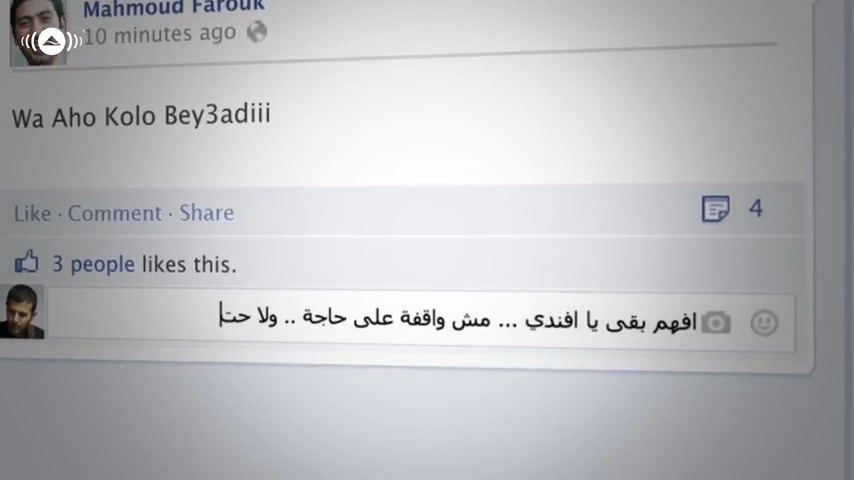 Mahmoud Farouk
10 minutes ago
Wa Aho Kolo Bey3adiii
Like · Comment · Share
4
3 people likes this.
افهم بقى يا افندي ... مش واقفة على حاجة .. ولا حت